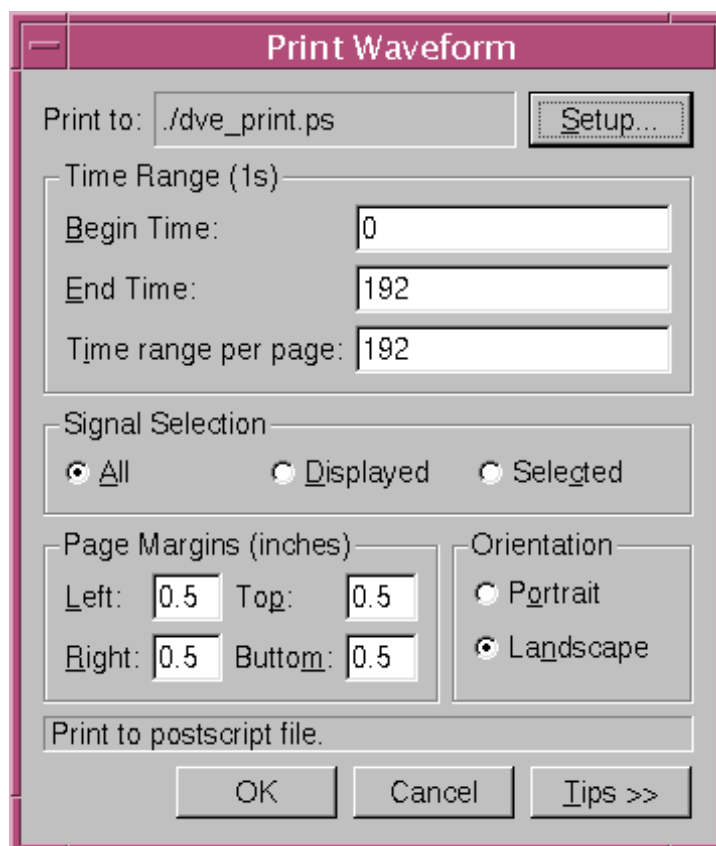 Print Waveform
Print to: ./dve_print.ps Setup...
Time Range (1s)
Begin Time: 0
End Time: 192
Time range per page: 192
Signal Selection
All Displayed Selected
Page Margins (inches) Orientation
Left: 0.5 Top: 0.5 Portrait
Right: 0.5 Buttom: 0.5 Landscape
Print to postscript file.
OK Cancel Tips >>